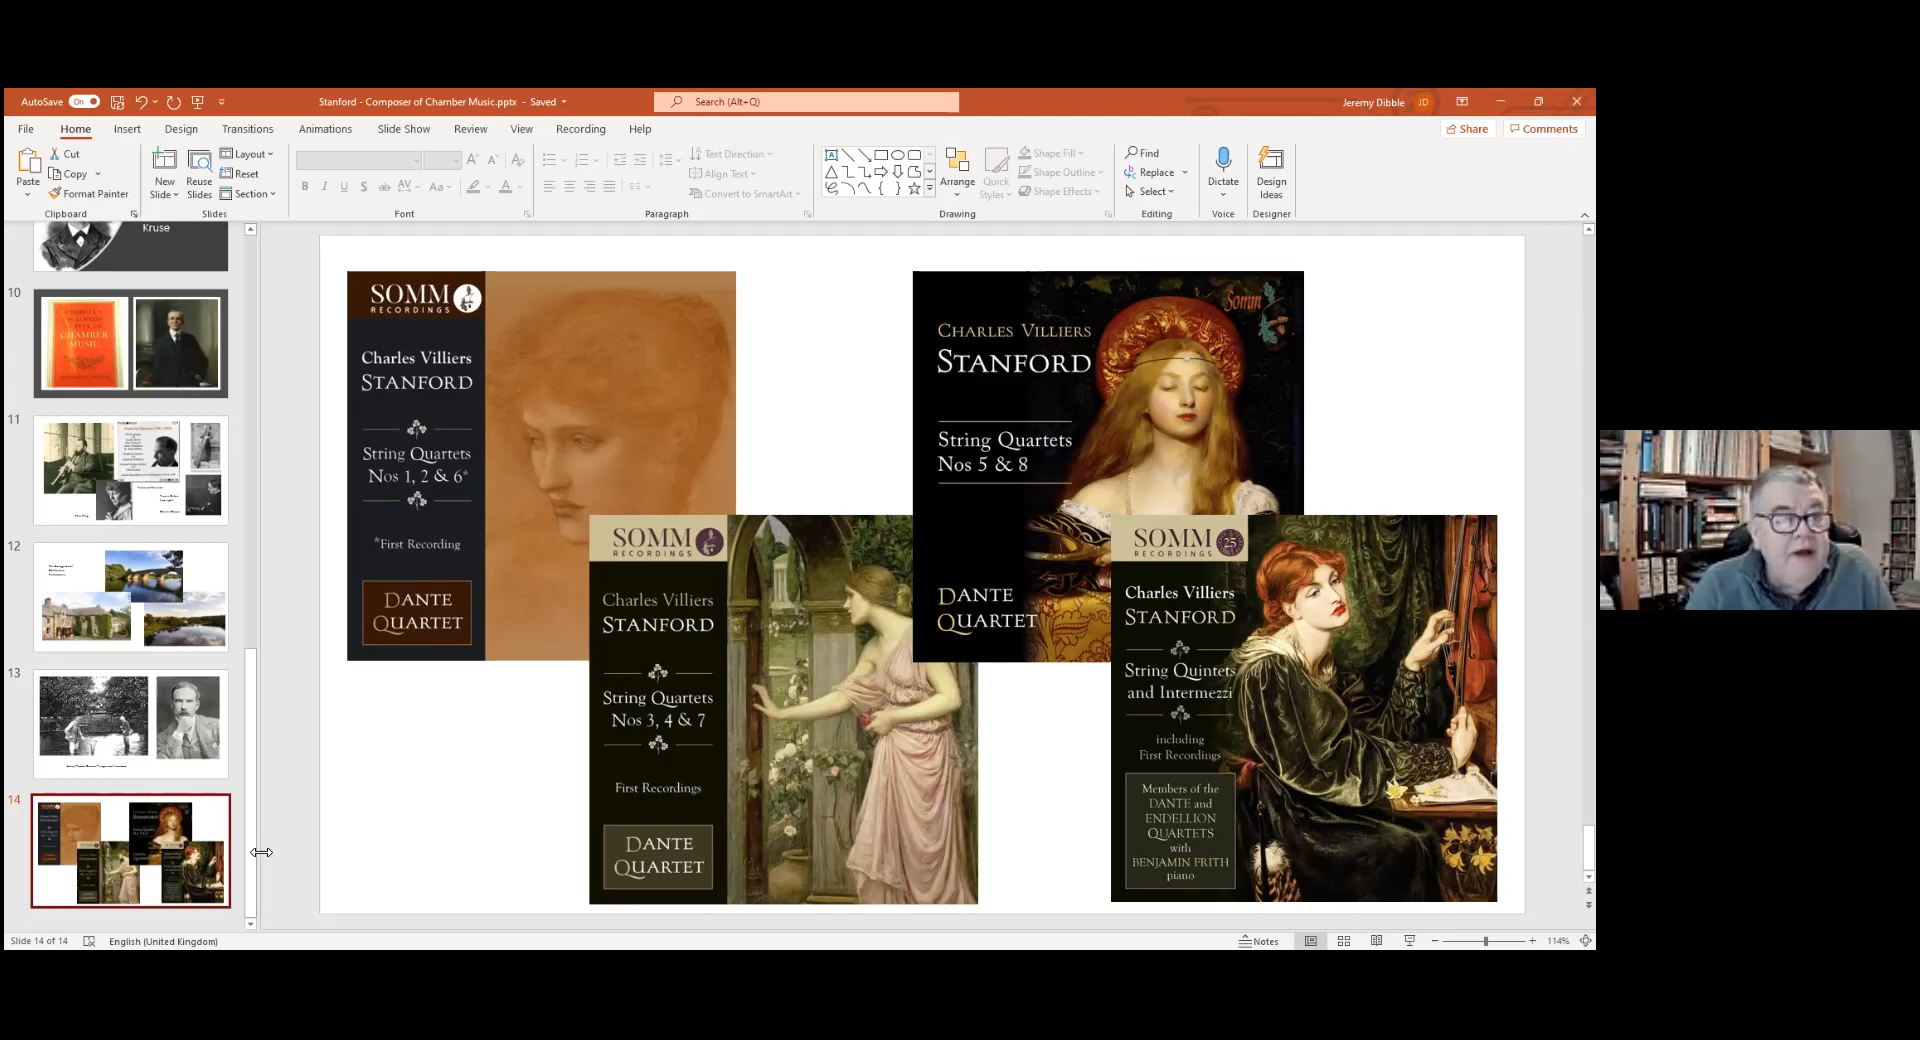 AutoSave On
Stanford - Composer of Chamber Music.pptx - Saved
Search (Alt+Q)
Jeremy Dibble JD
File Home Insert Design Transitions Animations Slide Show Review View Recording Help
Share Comments
Paste
Cut
Copy
Format Painter
Clipboard
New Slide
Reuse Slides
Layout
Reset
Section
Slides
B I U S ab AV Aa A
Font
Text Direction
Align Text
Convert to SmartArt
Paragraph
Arrange
Quick Styles
Shape Fill
Shape Outline
Shape Effects
Drawing
Find
Replace
Select
Editing
Dictate
Voice
Design Ideas
Designer
Kruse
10
CHAMBER
MUSIC
11
12
13
14
SOMM
RECORDINGS
Charles Villiers
STANFORD
String Quartets
Nos 1, 2 & 6*
*First Recording
DANTE
QUARTET
SOMM
RECORDINGS
Charles Villiers
STANFORD
String Quartets
Nos 3, 4 & 7
First Recordings
DANTE
QUARTET
Somm
CHARLES VILLIERS
STANFORD
String Quartets
Nos 5 & 8
DANTE
QUARTET
SOMM 25
RECORDINGS
Charles Villiers
STANFORD
String Quintets
and Intermezzi
including
First Recordings
Members of the
DANTE and
ENDELLION
QUARTETS
with
BENJAMIN FRITH
piano
Slide 14 of 14
English (United Kingdom)
Notes
114%